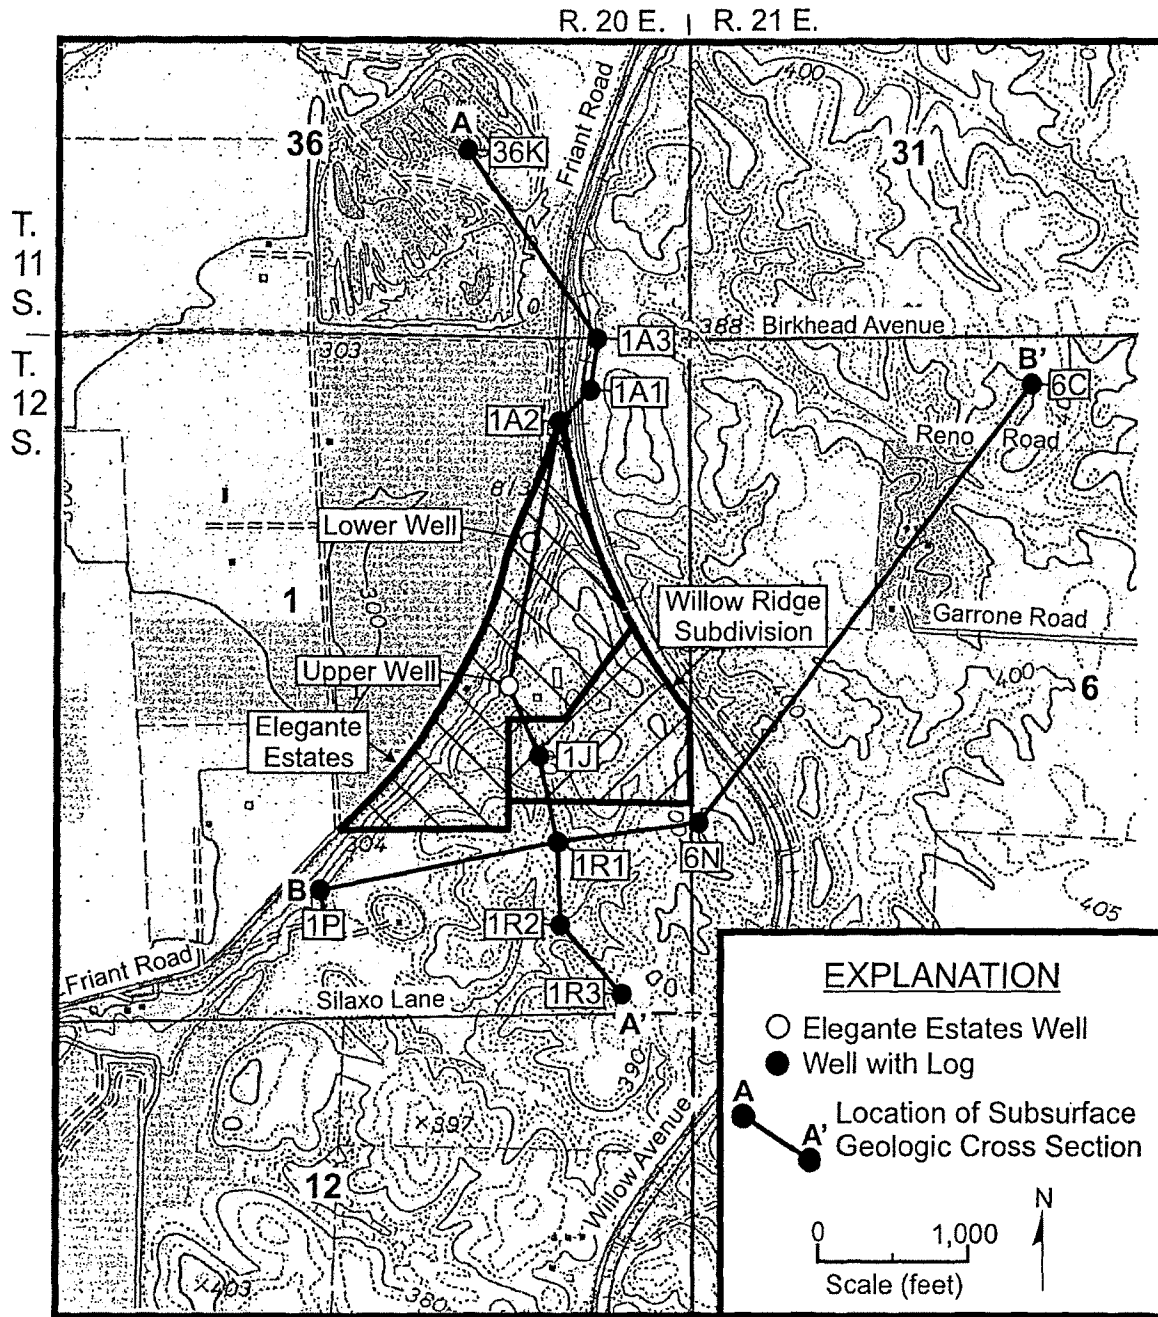 R. 20 E. | R. 21 E.
400
Friant Road
A
36
36K
31
T.
11
S.
1A3
388 Birkhead Avenue
303
T.
12
S.
B'
6C
1A1
1A2
Reno Road
81
Lower Well
300
1
Willow Ridge
Subdivision
Garrone Road
Upper Well
400
6
Elegante
Estates
1J
304
6N
1R1
B
1P
1R2
405
Friant Road
Silaxo Lane
1R3
A'
390
×397
Willow Avenue
12
×403
380
EXPLANATION
Elegante Estates Well
Well with Log
A
A'
Location of Subsurface
Geologic Cross Section
N
0 1,000
Scale (feet)